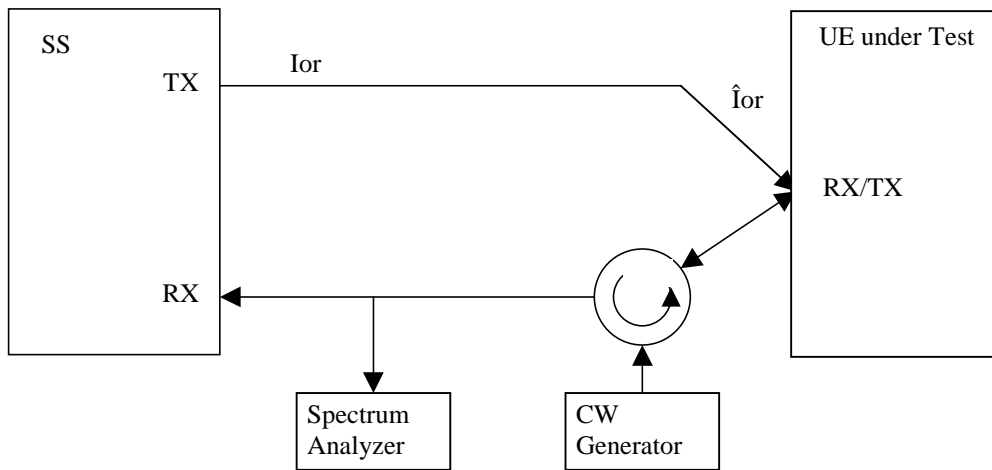 SS
UE under Test
TX
Ior
Îor
RX/TX
RX
Spectrum
Analyzer
CW
Generator